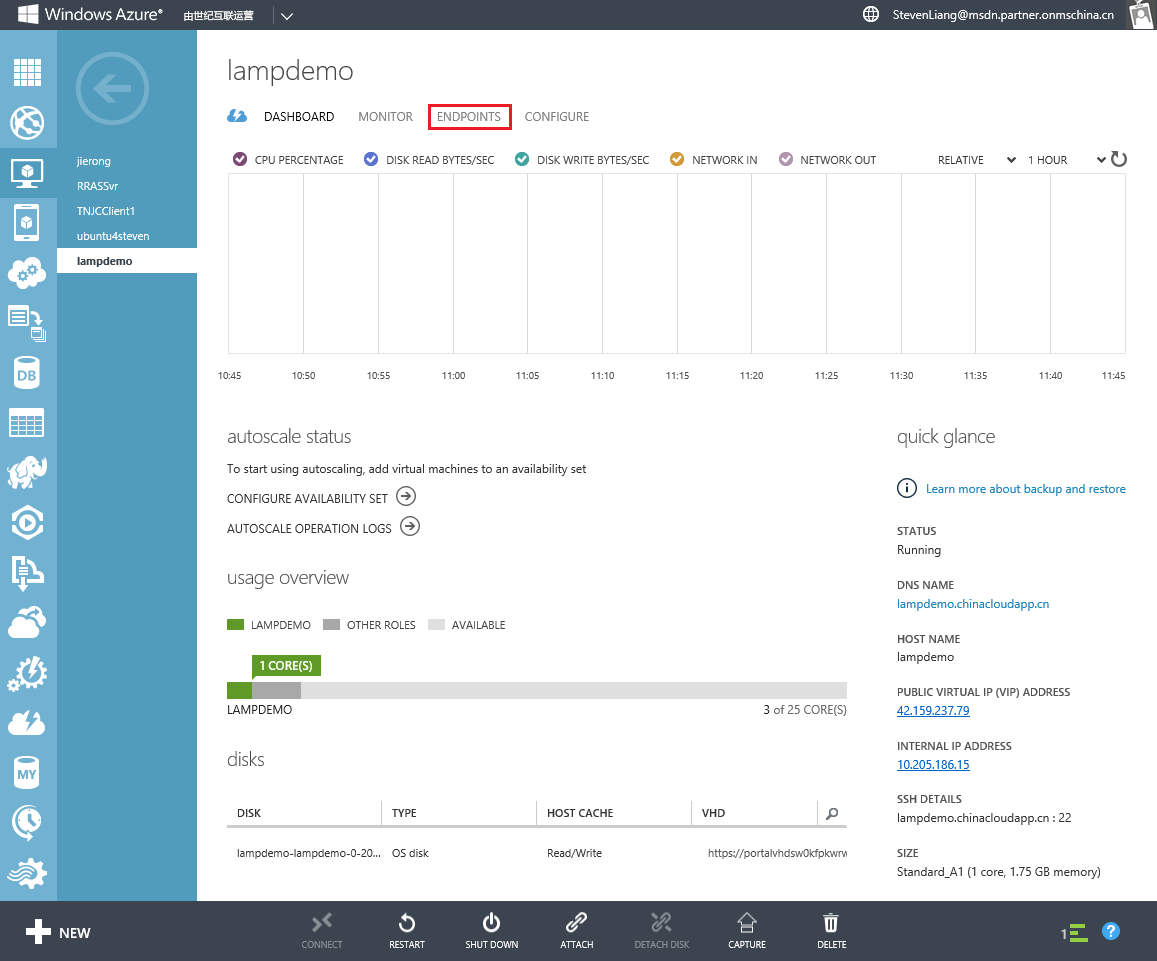 Windows Azure® 由世纪互联运营 StevenLiang@msdn.partner.onmschina.cn
jierong
RRASSvr
TNJCClient1
ubuntu4steven
lampdemo
DB
MY
lampdemo
DASHBOARD MONITOR ENDPOINTS CONFIGURE
CPU PERCENTAGE DISK READ BYTES/SEC DISK WRITE BYTES/SEC NETWORK IN NETWORK OUT RELATIVE 1 HOUR
10:45 10:50 10:55 11:00 11:05 11:10 11:15 11:20 11:25 11:30 11:35 11:40 11:45
autoscale status
To start using autoscaling, add virtual machines to an availability set
CONFIGURE AVAILABILITY SET
AUTOSCALE OPERATION LOGS
usage overview
LAMPDEMO OTHER ROLES AVAILABLE
1 CORE(S)
LAMPDEMO 3 of 25 CORE(S)
disks
DISK TYPE HOST CACHE VHD
lampdemo-lampdemo-0-20... OS disk Read/Write https://portalvhdsw0kfpkwrw
quick glance
Learn more about backup and restore
STATUS
Running
DNS NAME
lampdemo.chinacloudapp.cn
HOST NAME
lampdemo
PUBLIC VIRTUAL IP (VIP) ADDRESS
42.159.237.79
INTERNAL IP ADDRESS
10.205.186.15
SSH DETAILS
lampdemo.chinacloudapp.cn : 22
SIZE
Standard_A1 (1 core, 1.75 GB memory)
NEW CONNECT RESTART SHUT DOWN ATTACH DETACH DISK CAPTURE DELETE 1 ?